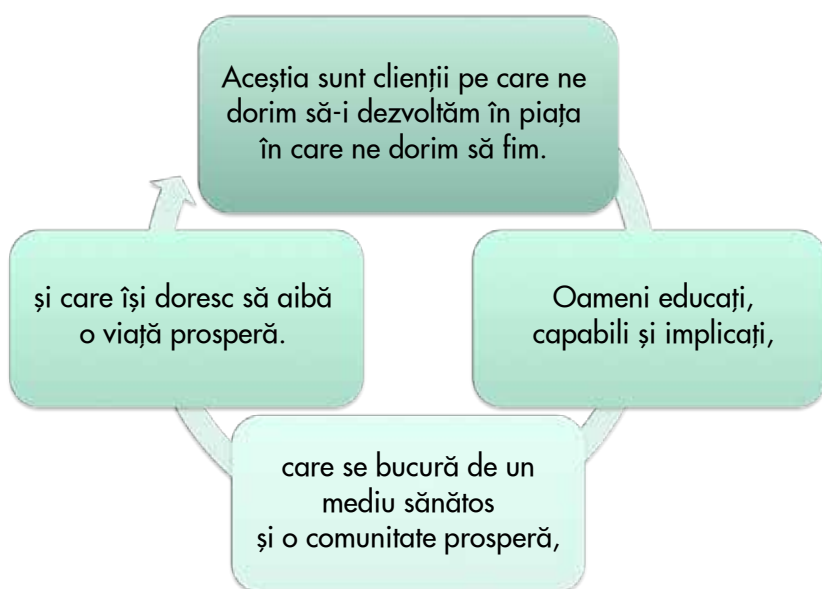 Aceștia sunt clienții pe care ne
dorim să-i dezvoltăm în piața
în care ne dorim să fim.
Oameni educați,
capabili și implicați,
care se bucură de un
mediu sănătos
și o comunitate prosperă,
și care își doresc să aibă
o viață prosperă.